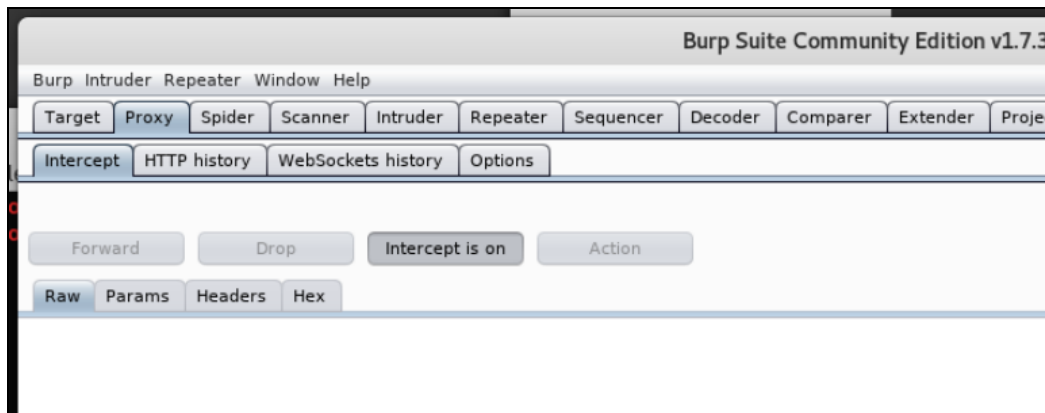 Burp Suite Community Edition v1.7.3
Burp Intruder Repeater Window Help
Target Proxy Spider Scanner Intruder Repeater Sequencer Decoder Comparer Extender Proje
Intercept HTTP history WebSockets history Options
Forward Drop Intercept is on Action
Raw Params Headers Hex